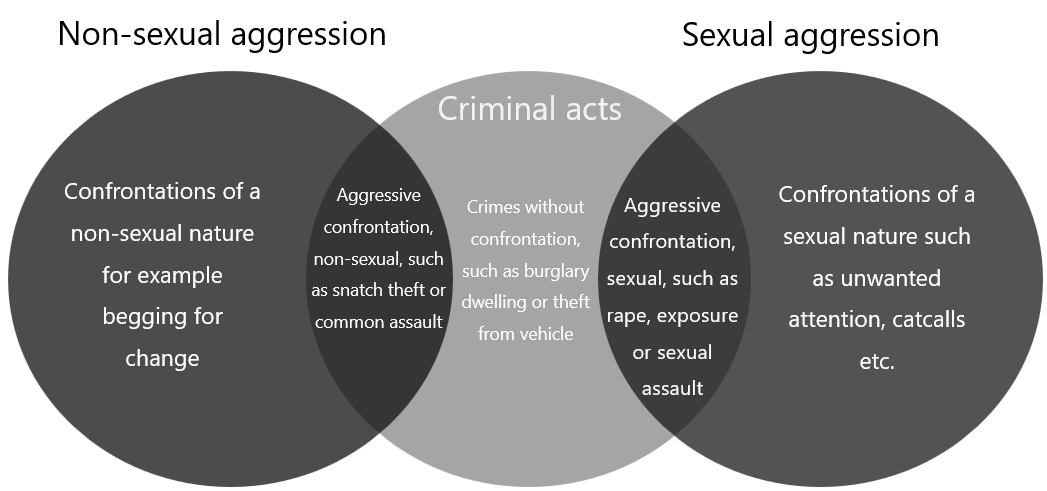 Non-sexual aggression
Sexual aggression
Criminal acts
Confrontations of a
non-sexual nature
for example
begging for
change
Aggressive
confrontation,
non-sexual, such
as snatch theft or
common assault
Crimes without
confrontation,
such as burglary
dwelling or theft
from vehicle
Aggressive
confrontation,
sexual, such as
rape, exposure
or sexual
assault
Confrontations of a
sexual nature such
as unwanted
attention, catcalls
etc.